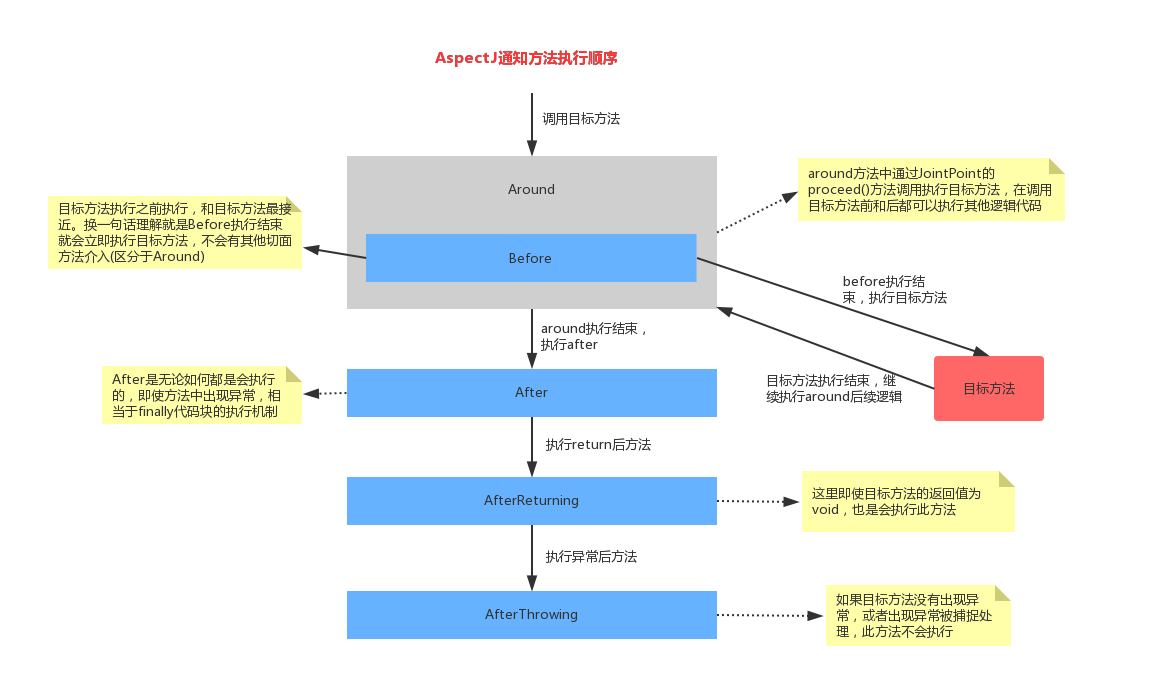 AspectJ通知方法执行顺序
调用目标方法
Around
around方法中通过JointPoint的
proceed()方法调用执行目标方法，在调用
目标方法前和后都可以执行其他逻辑代码
目标方法执行之前执行，和目标方法最接
近。换一句话理解就是Before执行结束
就会立即执行目标方法，不会有其他切面
方法介入(区分于Around)
Before
before执行结
束，执行目标方法
around执行结束，
执行after
目标方法执行结束，继
续执行around后续逻辑
目标方法
After是无论如何都是会执行
的，即使方法中出现异常，相
当于finally代码块的执行机制
After
执行return后方法
AfterReturning
这里即使目标方法的返回值为
void，也是会执行此方法
执行异常后方法
AfterThrowing
如果目标方法没有出现异
常，或者出现异常被捕捉处
理，此方法不会执行